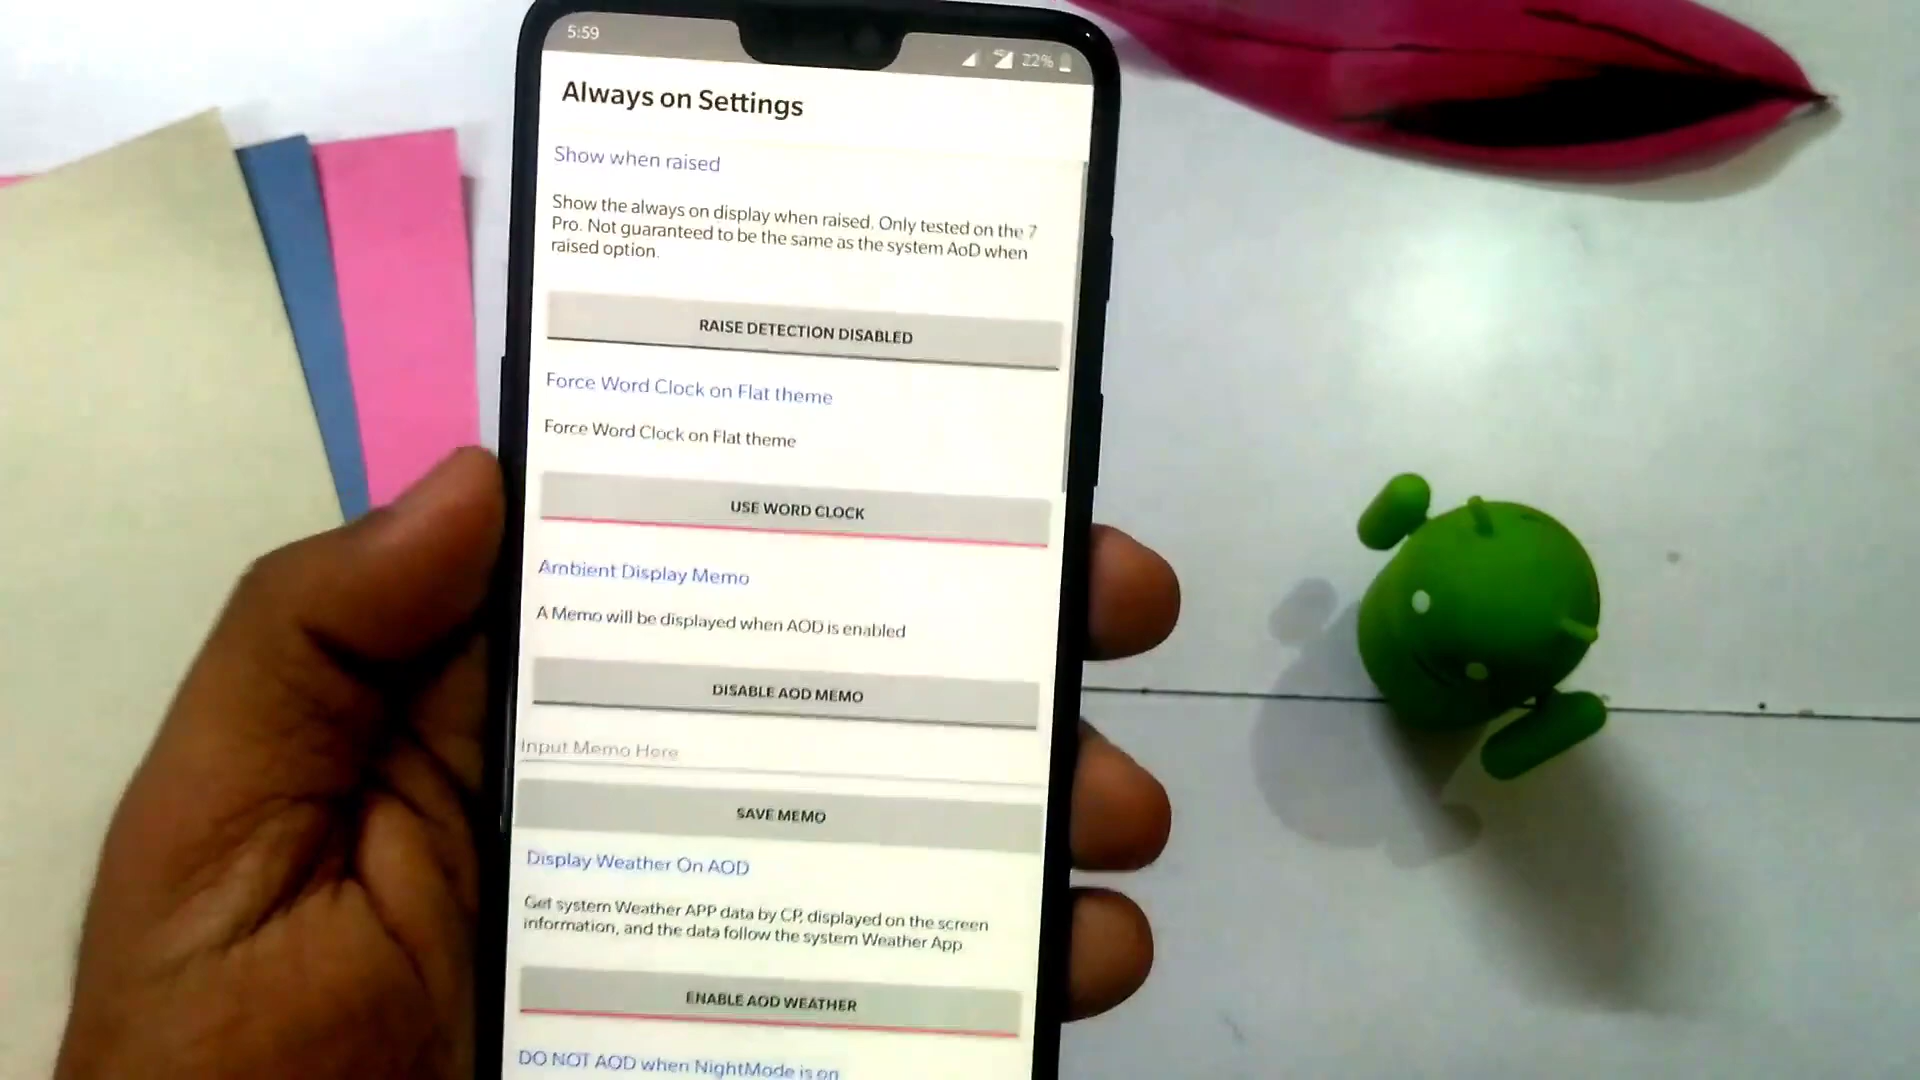 5:59
22%
Always on Settings
Show when raised
Show the always on display when raised. Only tested on the 7
Pro. Not guaranteed to be the same as the system AoD when
raised option.
RAISE DETECTION DISABLED
Force Word Clock on Flat theme
Force Word Clock on Flat theme
USE WORD CLOCK
Ambient Display Memo
A Memo will be displayed when AOD is enabled
DISABLE AOD MEMO
Input Memo Here
SAVE MEMO
Display Weather On AOD
Get system Weather APP data by CP, displayed on the screen
information, and the data follow the system Weather App
ENABLE AOD WEATHER
DO NOT AOD when NightMode is on